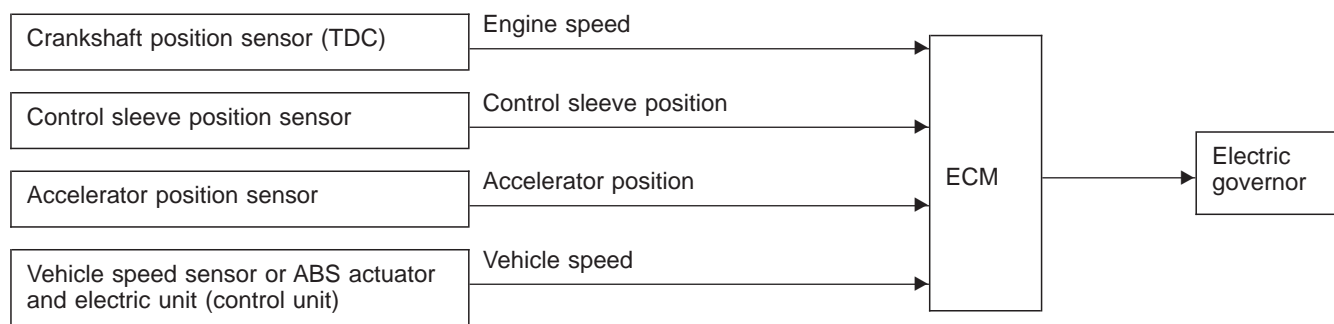 Crankshaft position sensor (TDC)
Engine speed
Control sleeve position sensor
Control sleeve position
Accelerator position sensor
Accelerator position
Vehicle speed sensor or ABS actuator
and electric unit (control unit)
Vehicle speed
ECM
Electric
governor